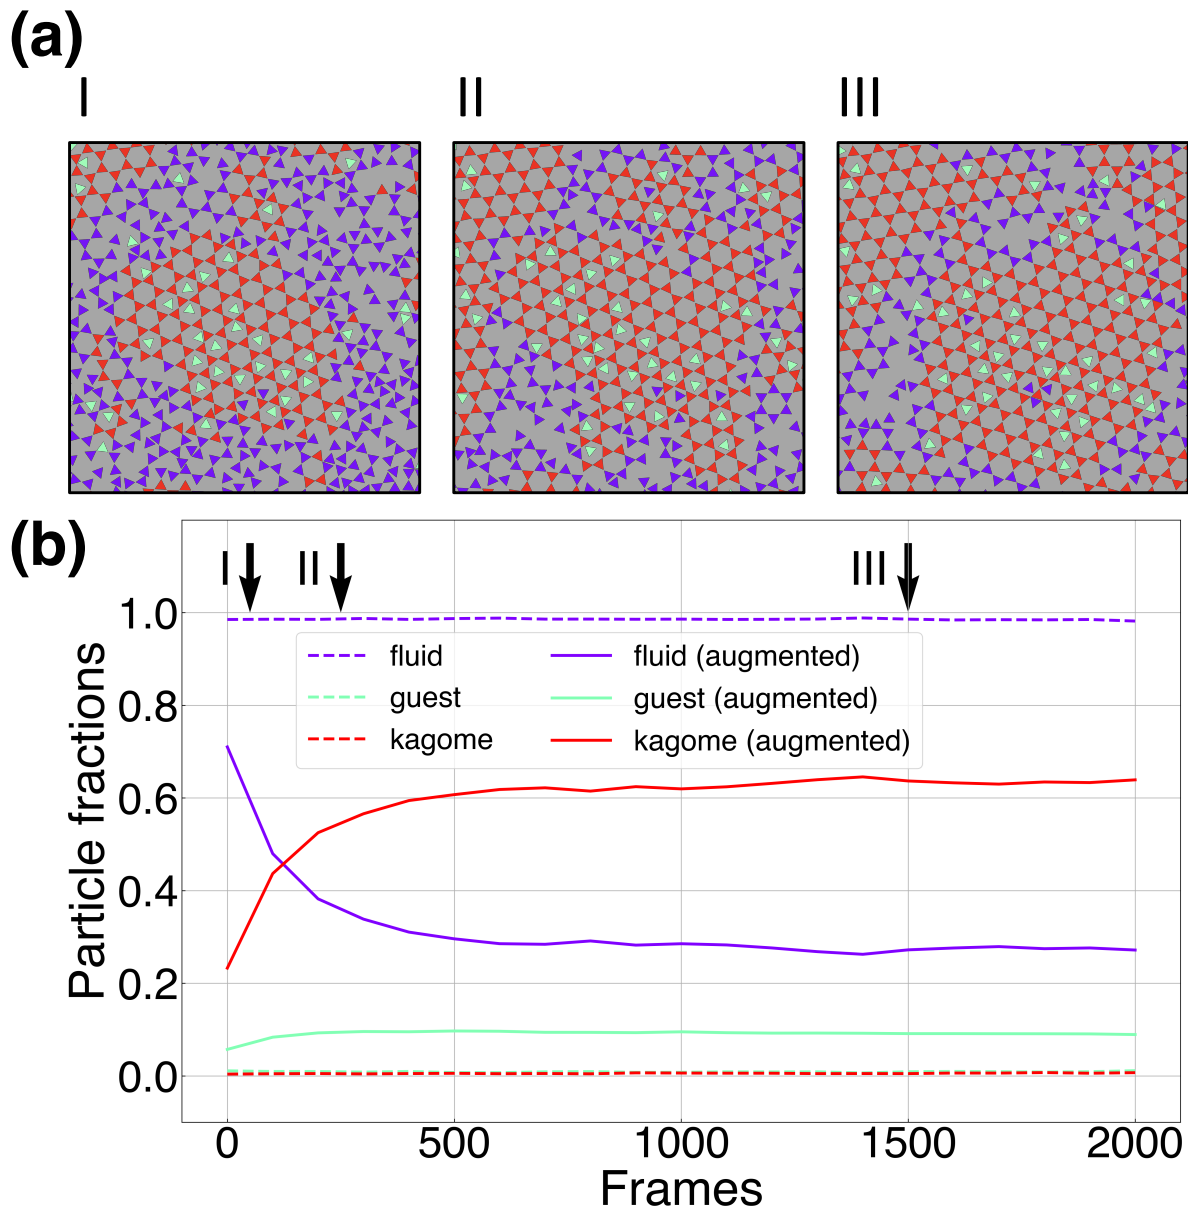 (a)
I
II
III
(b)
I
II
III
1.0
0.8
0.6
0.4
0.2
0.0
Particle fractions
fluid
guest
kagome
fluid (augmented)
guest (augmented)
kagome (augmented)
0
500
1000
1500
2000
Frames